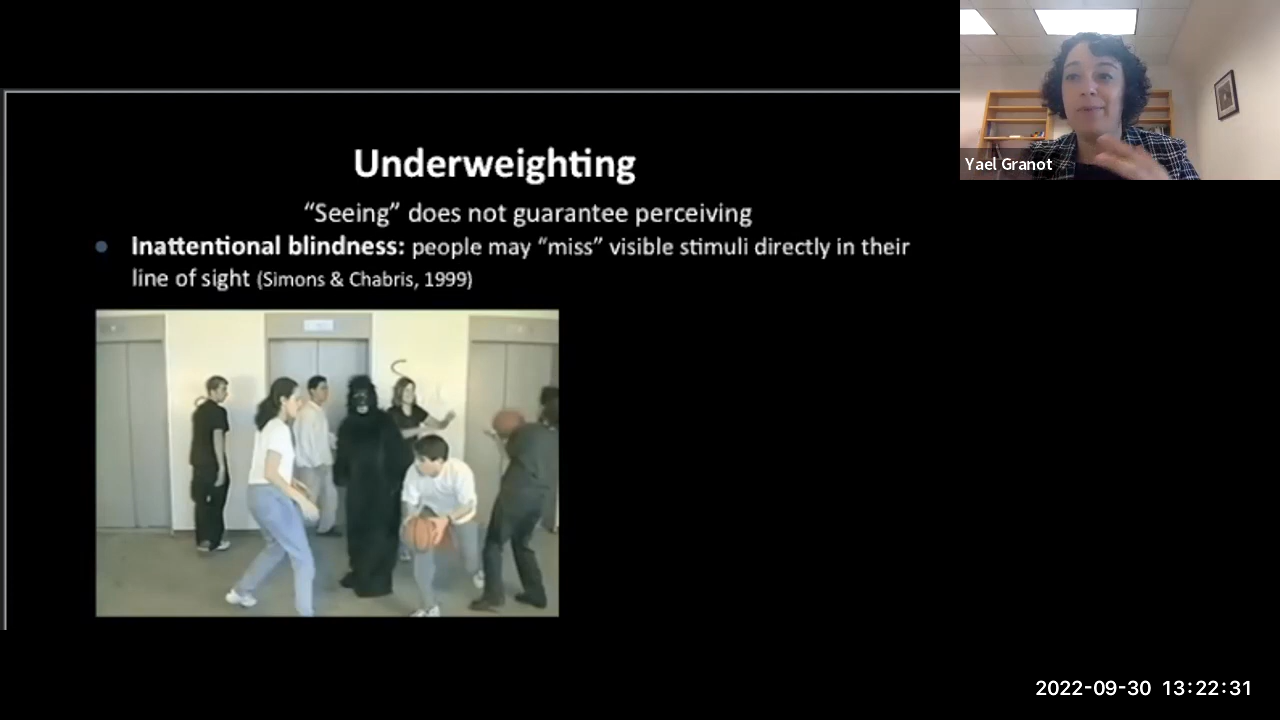 Underweighting
“Seeing” does not guarantee perceiving
Inattentional blindness: people may “miss” visible stimuli directly in their
line of sight (Simons & Chabris, 1999)
Yael Granot
2022-09-30 13:22:31